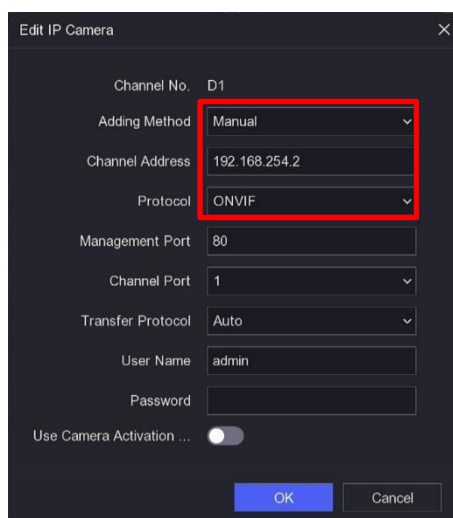 Edit IP Camera
Channel No. D1
Adding Method Manual
Channel Address 192.168.254.2
Protocol ONVIF
Management Port 80
Channel Port 1
Transfer Protocol Auto
User Name admin
Password
Use Camera Activation ...
OK Cancel